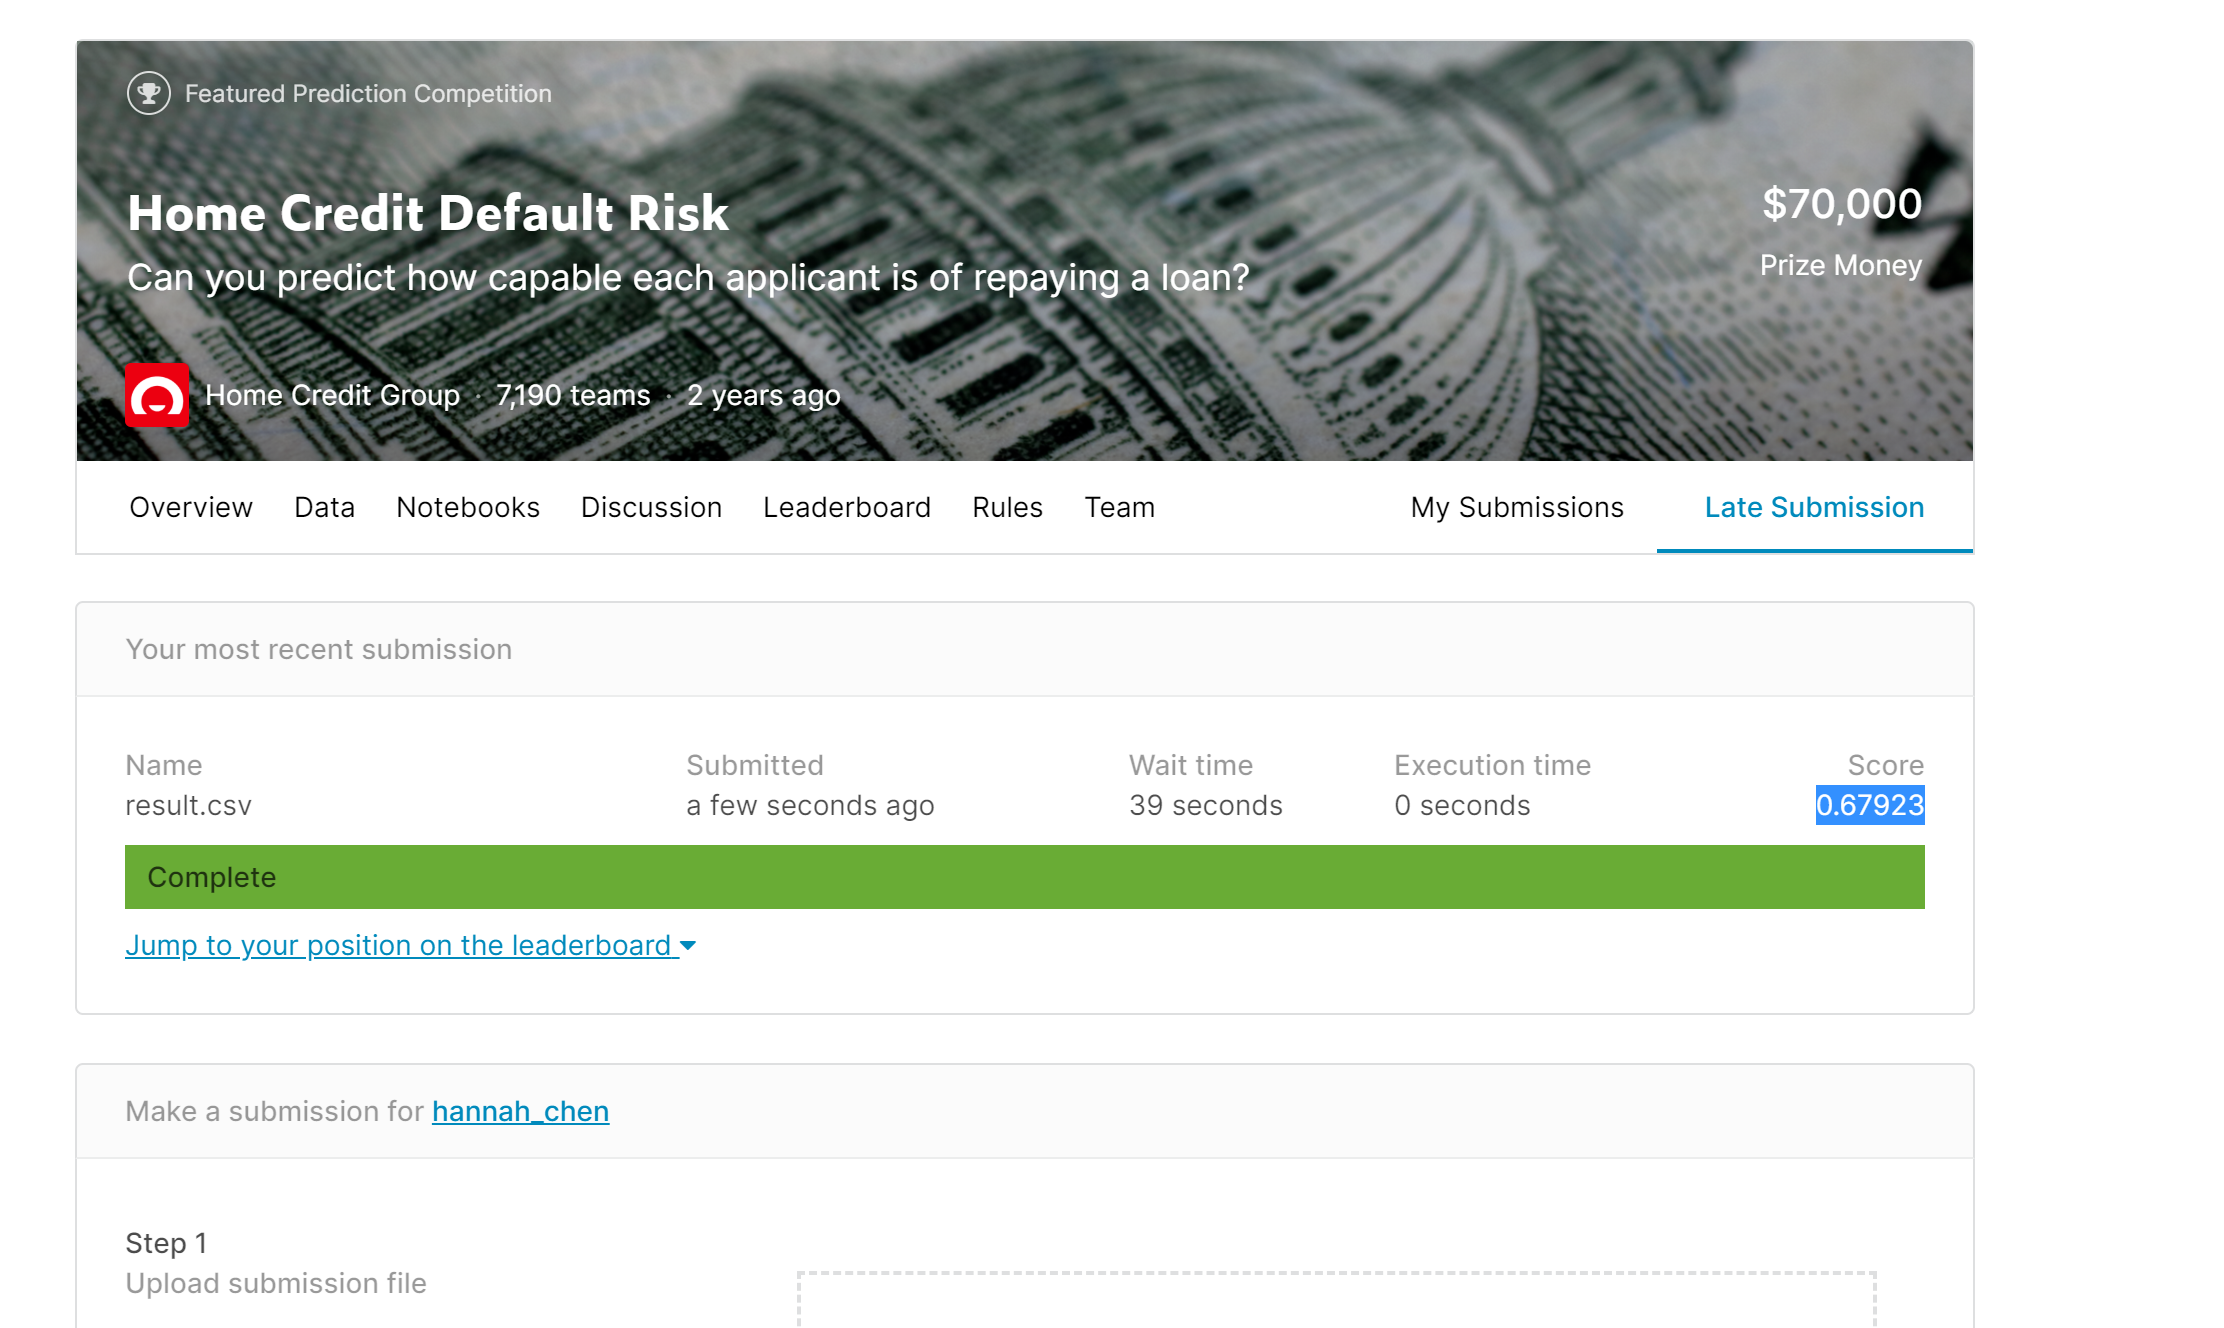 Featured Prediction Competition
Home Credit Default Risk
Can you predict how capable each applicant is of repaying a loan?
$70,000
Prize Money
Home Credit Group · 7,190 teams · 2 years ago
Overview Data Notebooks Discussion Leaderboard Rules Team My Submissions Late Submission
Your most recent submission
Name Submitted Wait time Execution time Score
result.csv a few seconds ago 39 seconds 0 seconds 0.67923
Complete
Jump to your position on the leaderboard
Make a submission for hannah_chen
Step 1
Upload submission file